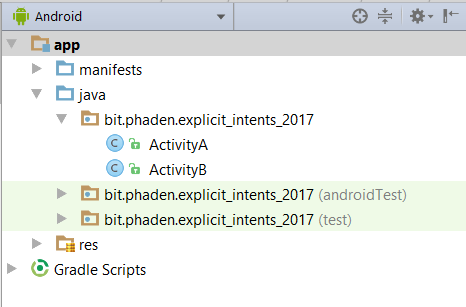 Android
app
manifests
java
bit.phaden.explicit_intents_2017
C ActivityA
C ActivityB
bit.phaden.explicit_intents_2017 (androidTest)
bit.phaden.explicit_intents_2017 (test)
res
Gradle Scripts